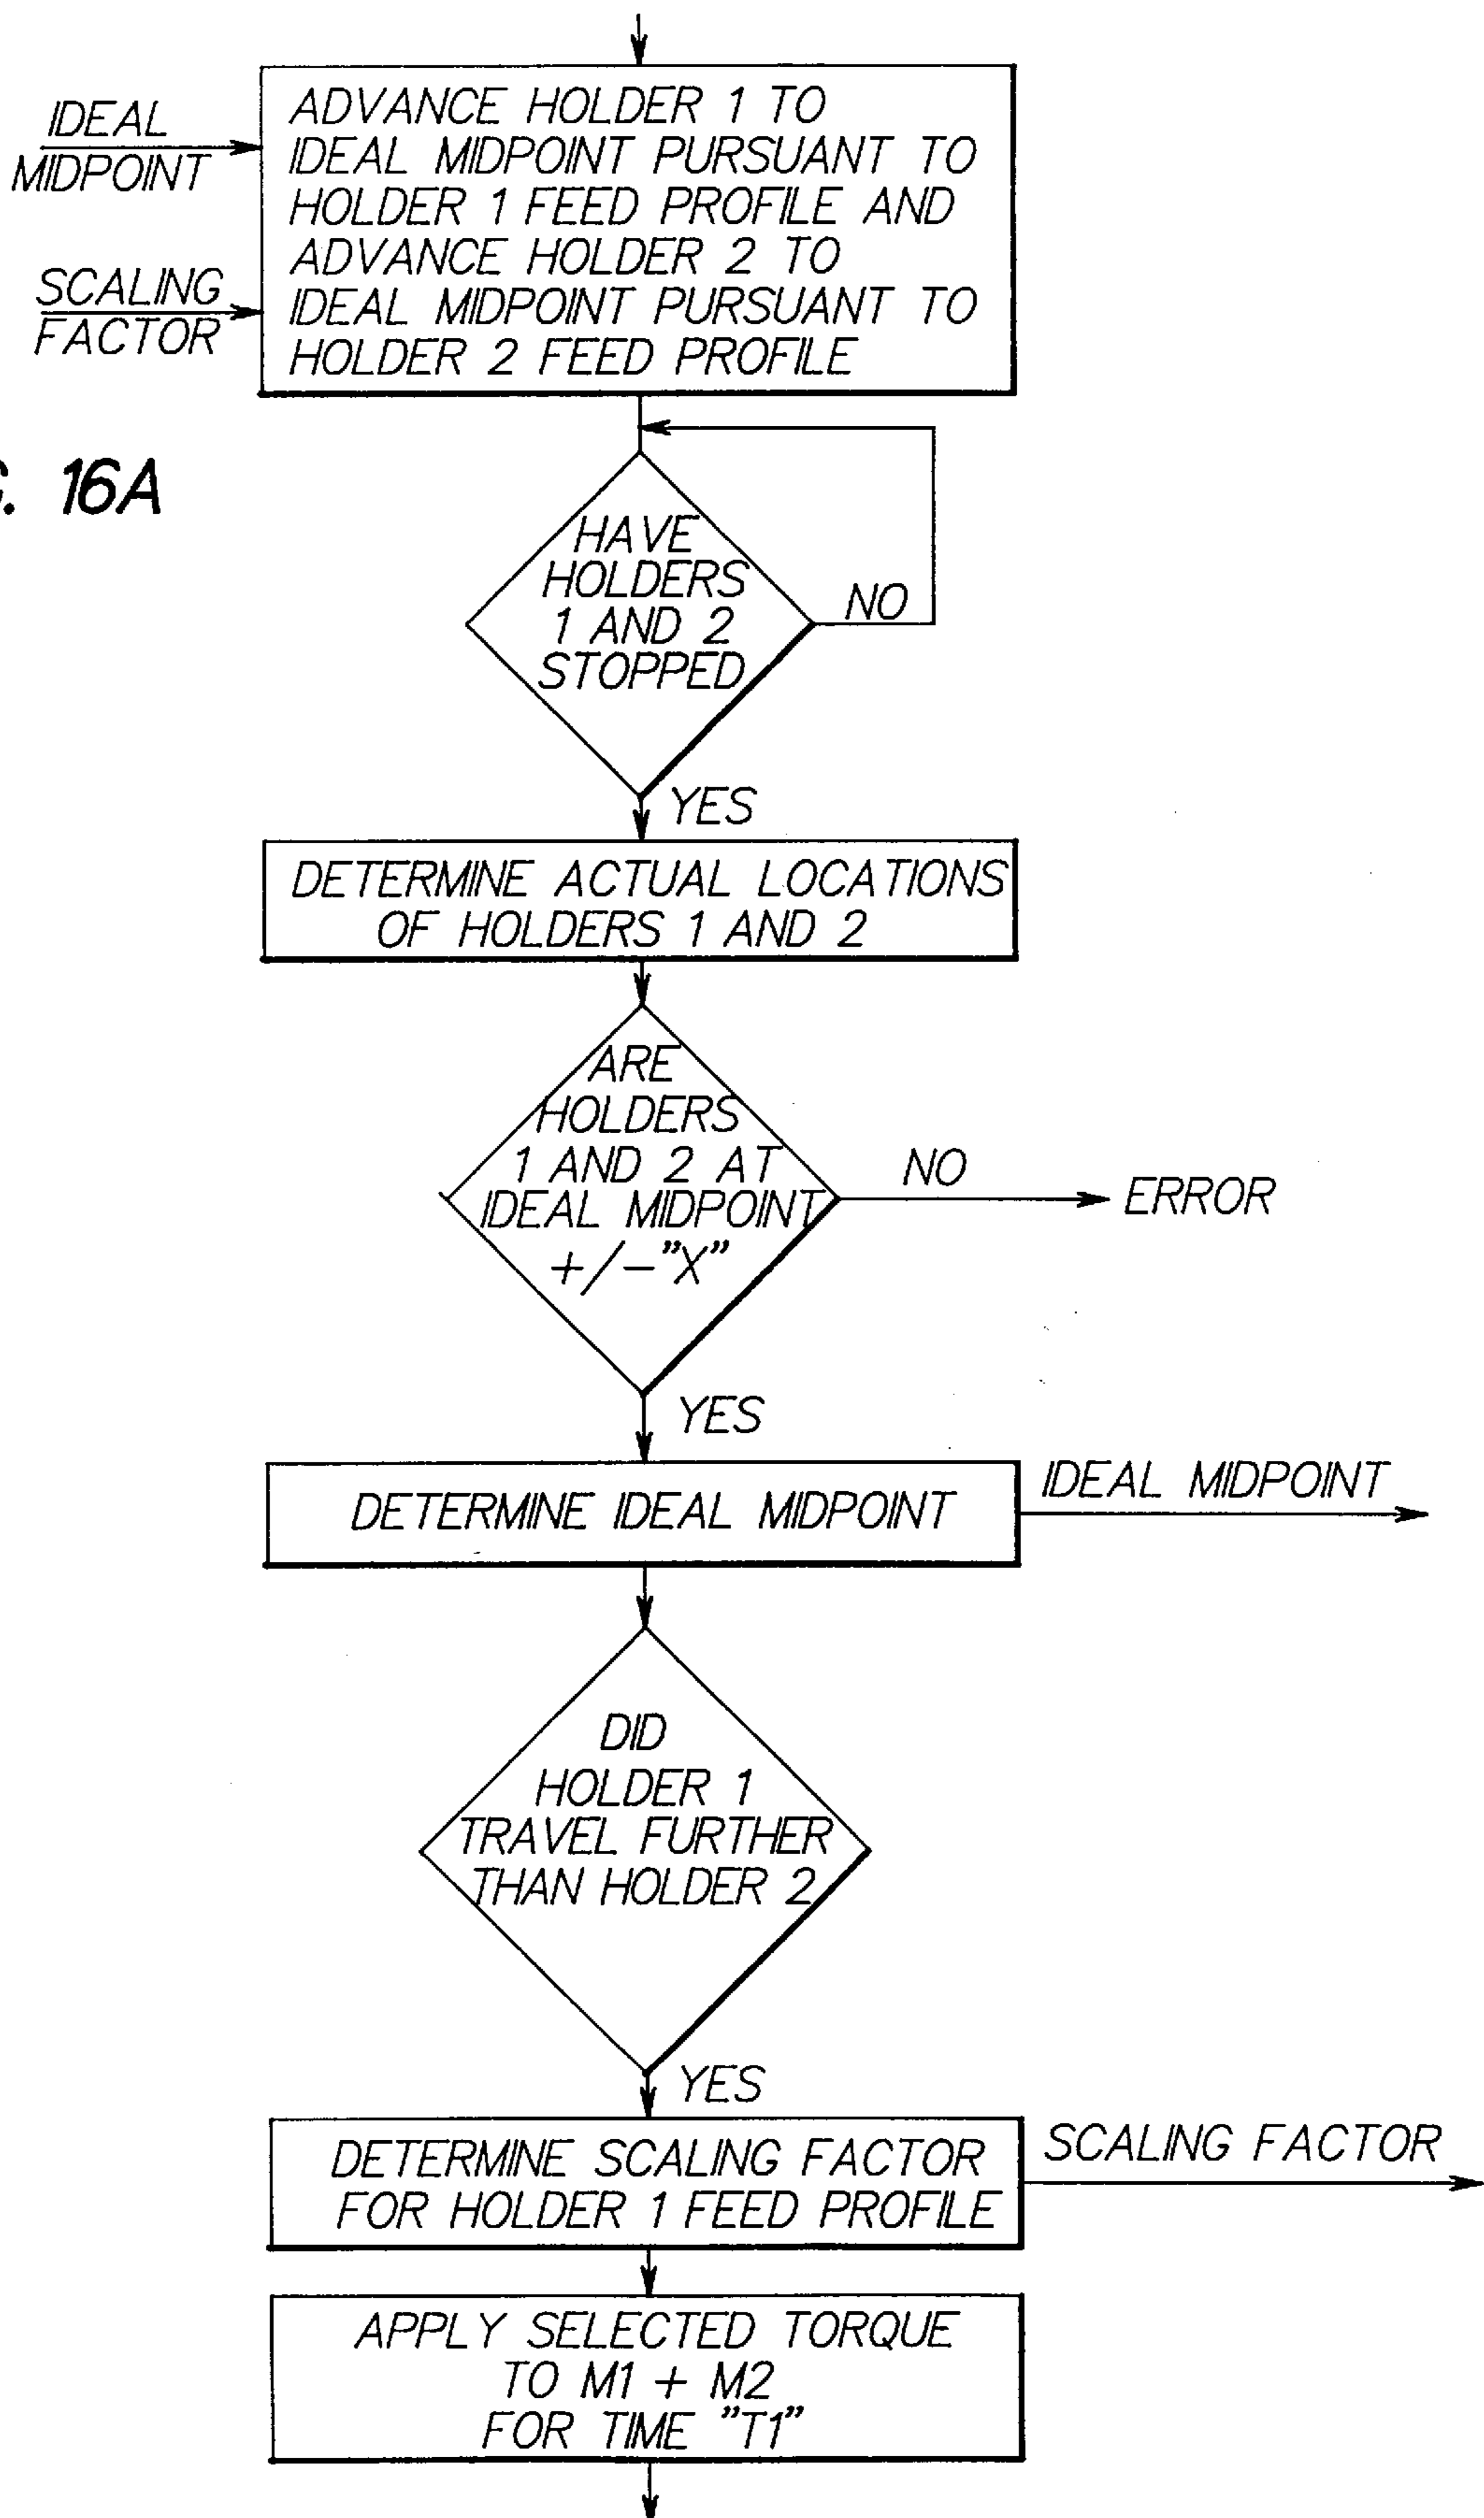 IDEAL
MIDPOINT
SCALING
FACTOR
ADVANCE HOLDER 1 TO
IDEAL MIDPOINT PURSUANT TO
HOLDER 1 FEED PROFILE AND
ADVANCE HOLDER 2 TO
IDEAL MIDPOINT PURSUANT TO
HOLDER 2 FEED PROFILE
16A
HAVE
HOLDERS
1 AND 2
STOPPED
NO
YES
DETERMINE ACTUAL LOCATIONS
OF HOLDERS 1 AND 2
ARE
HOLDERS
1 AND 2 AT
IDEAL MIDPOINT
+/-"X"
NO
ERROR
YES
DETERMINE IDEAL MIDPOINT
IDEAL MIDPOINT
DID
HOLDER 1
TRAVEL FURTHER
THAN HOLDER 2
YES
DETERMINE SCALING FACTOR
FOR HOLDER 1 FEED PROFILE
SCALING FACTOR
APPLY SELECTED TORQUE
TO M1 + M2
FOR TIME "T1"